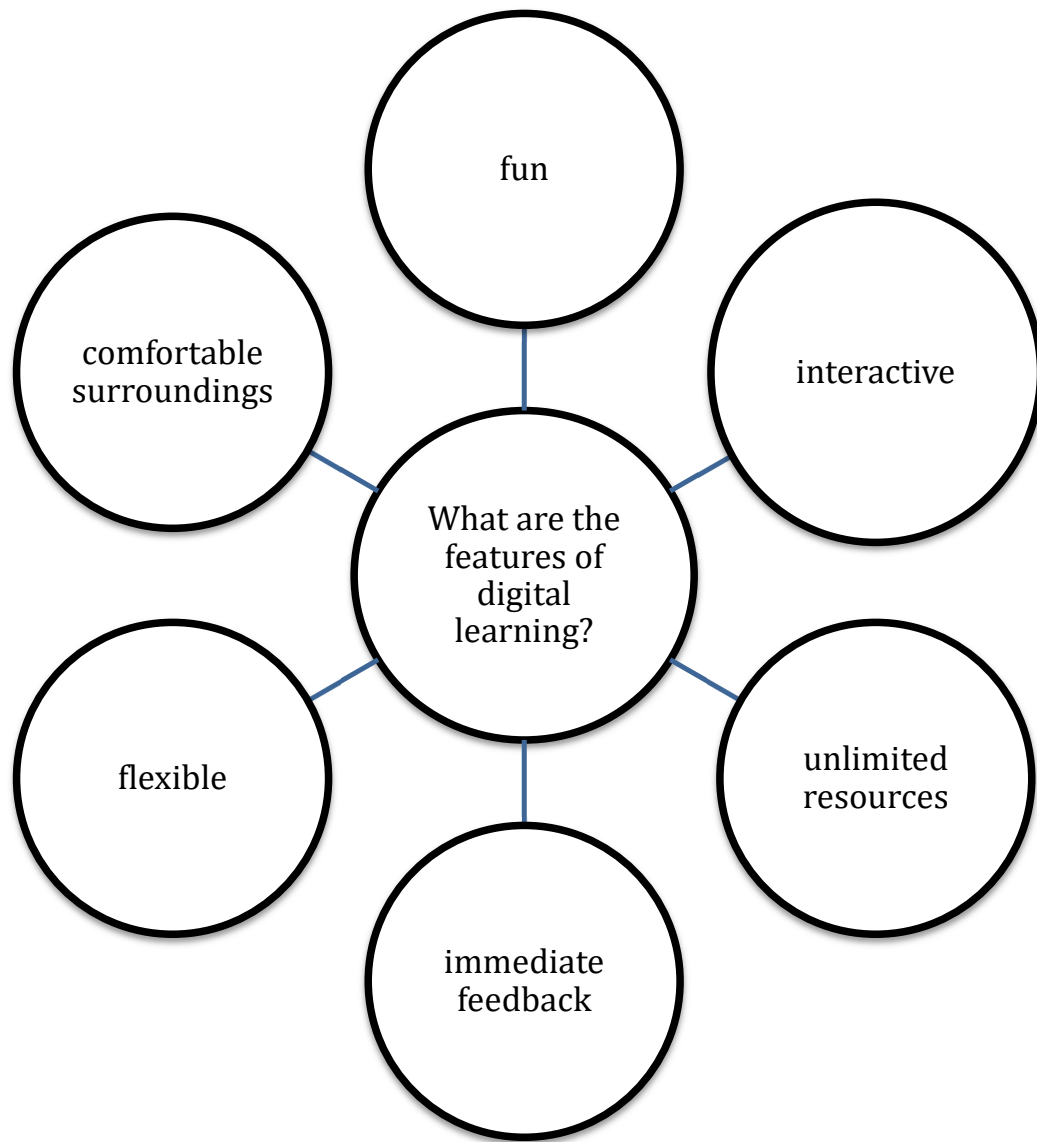 fun
comfortable
surroundings
interactive
What are the
features of
digital
learning?
flexible
unlimited
resources
immediate
feedback